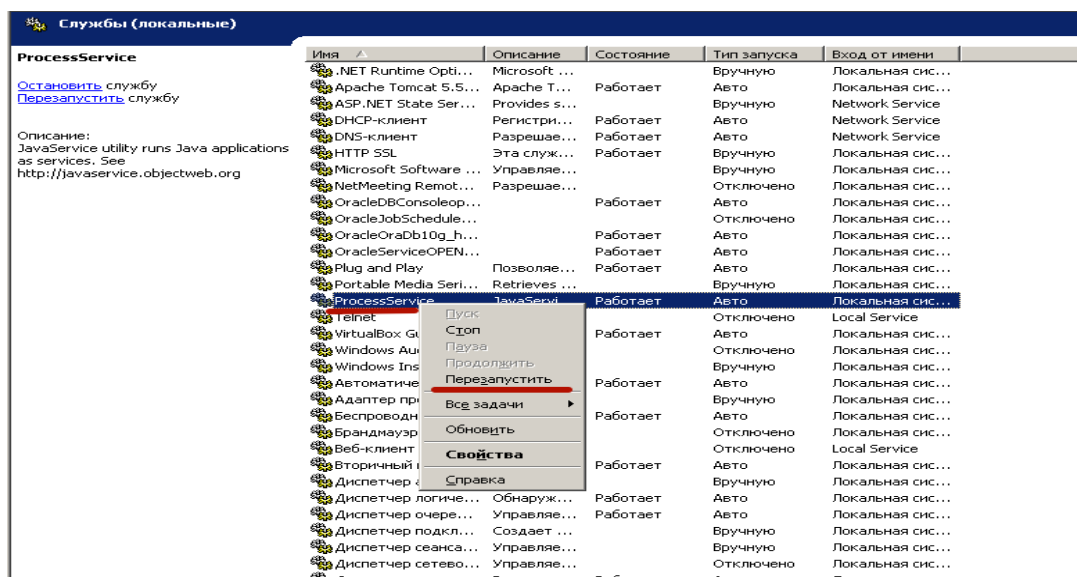 Службы (локальные)
ProcessService
Остановить службу
Перезапустить службу
Описание:
JavaService utility runs Java applications
as services. See
http://javaservice.objectweb.org
Имя Описание Состояние Тип запуска Вход от имени
.NET Runtime Opti... Microsoft ... Вручную Локальная сис...
Apache Tomcat 5.5... Apache T... Работает Авто Локальная сис...
ASP.NET State Ser... Provides s... Вручную Network Service
DHCP-клиент Регистри... Работает Авто Network Service
DNS-клиент Разрешае... Работает Авто Network Service
HTTP SSL Эта служ... Работает Вручную Локальная сис...
Microsoft Software ... Управляе... Вручную Локальная сис...
NetMeeting Remot... Разрешае... Отключено Локальная сис...
OracleDBConsoleop... Работает Авто Локальная сис...
OracleJobSchedule... Отключено Локальная сис...
OracleOraDb10g_h... Работает Авто Локальная сис...
OracleServiceOPEN... Работает Авто Локальная сис...
Plug and Play Позволяе... Работает Авто Локальная сис...
Portable Media Seri... Retrieves ... Вручную Локальная сис...
ProcessService JavaServi... Работает Авто Локальная сис...
Telnet Отключено Local Service
VirtualBox Gu Работает Авто Локальная сис...
Windows Au Отключено Локальная сис...
Windows Ins Вручную Локальная сис...
Автоматиче Работает Авто Локальная сис...
Адаптер пр Вручную Локальная сис...
Беспроводн Работает Авто Локальная сис...
Брандмауэр Отключено Локальная сис...
Веб-клиент Отключено Local Service
Вторичный Работает Авто Локальная сис...
Диспетчер Вручную Локальная сис...
Пуск
Стоп
Пауза
Продолжить
Перезапустить
Все задачи
Обновить
Свойства
Справка
Диспетчер логиче... Обнаруж... Работает Авто Локальная сис...
Диспетчер очере... Управляе... Работает Авто Локальная сис...
Диспетчер подкл... Создает ... Вручную Локальная сис...
Диспетчер сеанса... Управляе... Вручную Локальная сис...
Диспетчер сетево... Управляе... Отключено Локальная сис...